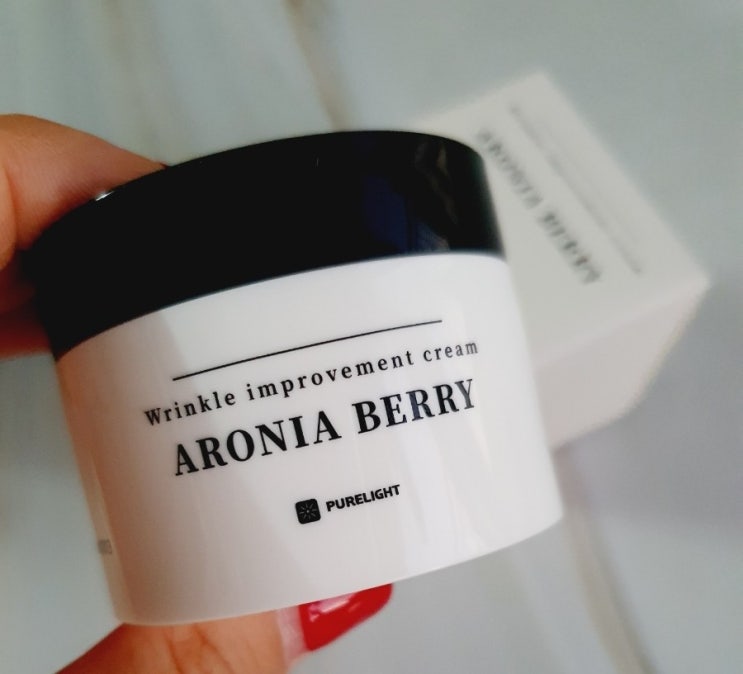 Wrinkle improvement cream
ARONIA BERRY
PURELIGHT